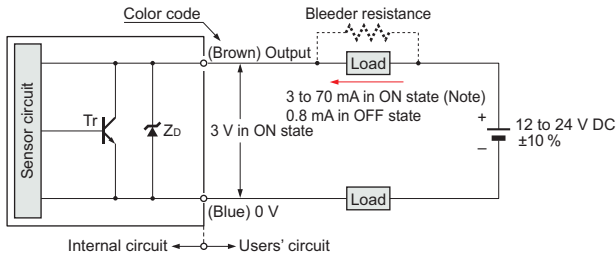 Color code
Bleeder resistance
(Brown) Output
Load
Sensor circuit
Tr
ZD
3 V in ON state
3 to 70 mA in ON state (Note)
0.8 mA in OFF state
+
–
12 to 24 V DC
±10 %
Load
(Blue) 0 V
Internal circuit
Users' circuit